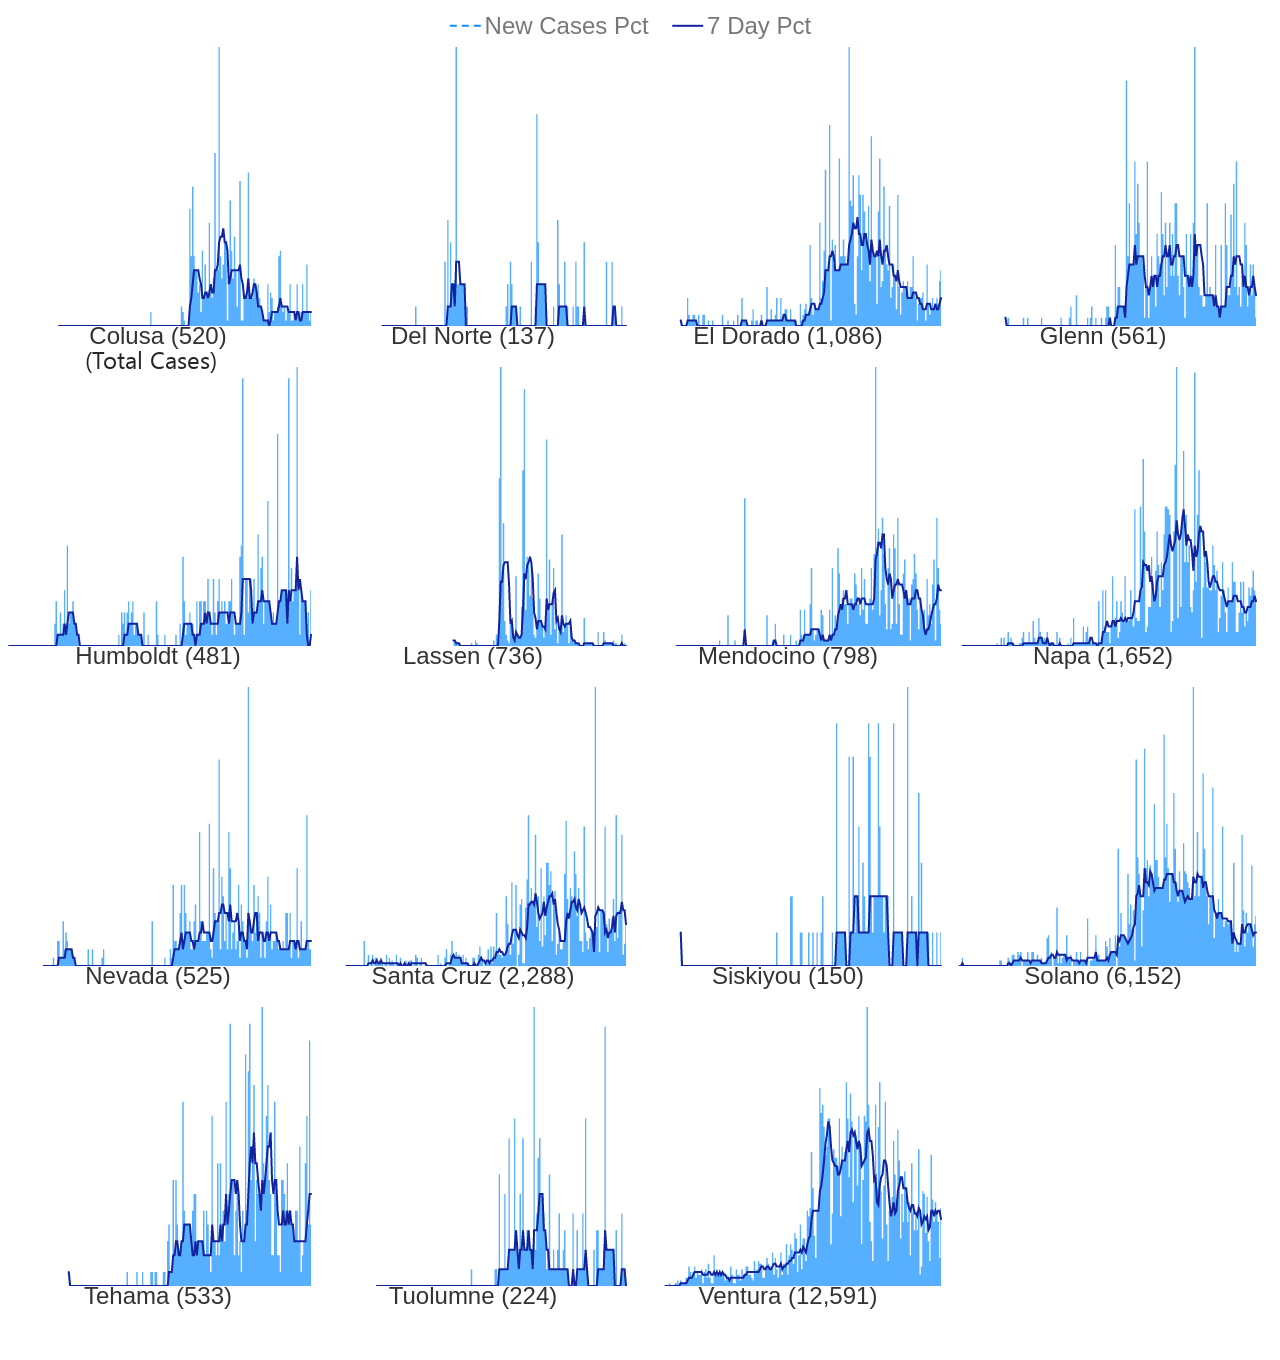 New Cases Pct 7 Day Pct
Colusa (520) Del Norte (137) El Dorado (1,086) Glenn (561)
(Total Cases)
Humboldt (481) Lassen (736) Mendocino (798) Napa (1,652)
Nevada (525) Santa Cruz (2,288) Siskiyou (150) Solano (6,152)
Tehama (533) Tuolumne (224) Ventura (12,591)